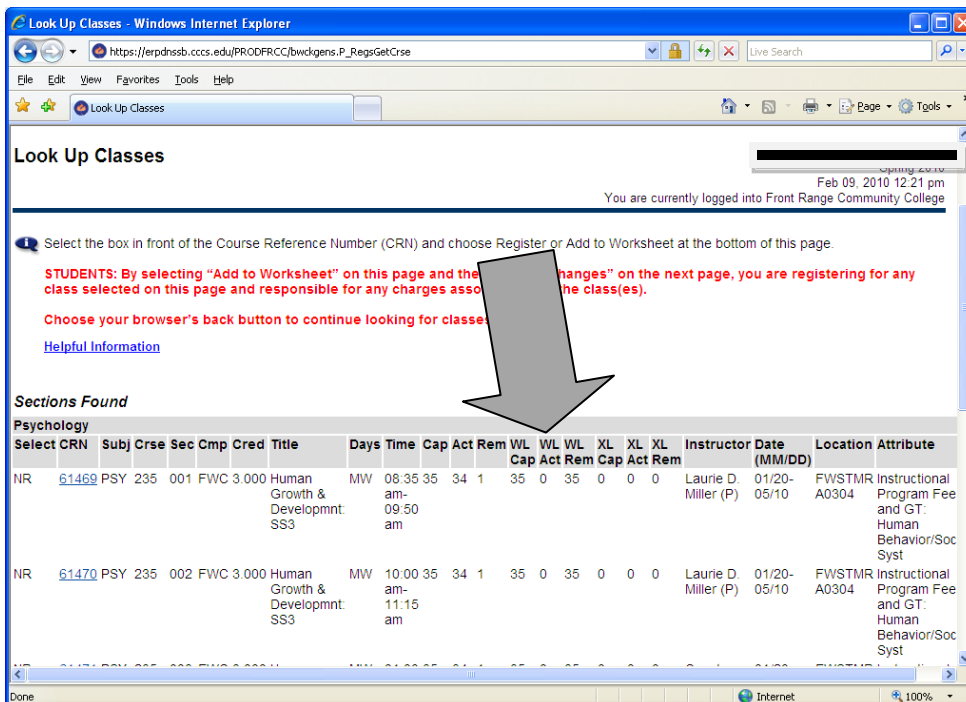 Look Up Classes - Windows Internet Explorer
https://erpdnssb.cccs.edu/PRODFRCC/bwckgens.P_RegsGetCrse
Live Search
File Edit View Favorites Tools Help
Look Up Classes
Page Tools
Look Up Classes
Spring 2010
Feb 09, 2010 12:21 pm
You are currently logged into Front Range Community College
Select the box in front of the Course Reference Number (CRN) and choose Register or Add to Worksheet at the bottom of this page.
STUDENTS: By selecting “Add to Worksheet” on this page and the hanges” on the next page, you are registering for any
class selected on this page and responsible for any charges asso he class(es).
Choose your browser's back button to continue looking for classes
Helpful Information
Sections Found
Psychology
Select CRN Subj Crse Sec Cmp Cred Title Days Time Cap Act Rem WL WL WL XL XL XL Instructor Date Location Attribute
Cap Act Rem Cap Act Rem (MM/DD)
NR 61469 PSY 235 001 FWC 3.000 Human MW 08:35 35 34 1 35 0 35 0 0 0 Laurie D. 01/20- FWSTMR Instructional
Growth & am- Miller (P) 05/10 A0304 Program Fee
Developmnt: 09:50 and GT:
SS3 am Human
Behavior/Soc
Syst
NR 61470 PSY 235 002 FWC 3.000 Human MW 10:00 35 34 1 35 0 35 0 0 0 Laurie D. 01/20- FWSTMR Instructional
Growth & am- Miller (P) 05/10 A0304 Program Fee
Developmnt: 11:15 and GT:
SS3 am Human
Behavior/Soc
Syst
Done Internet 100%